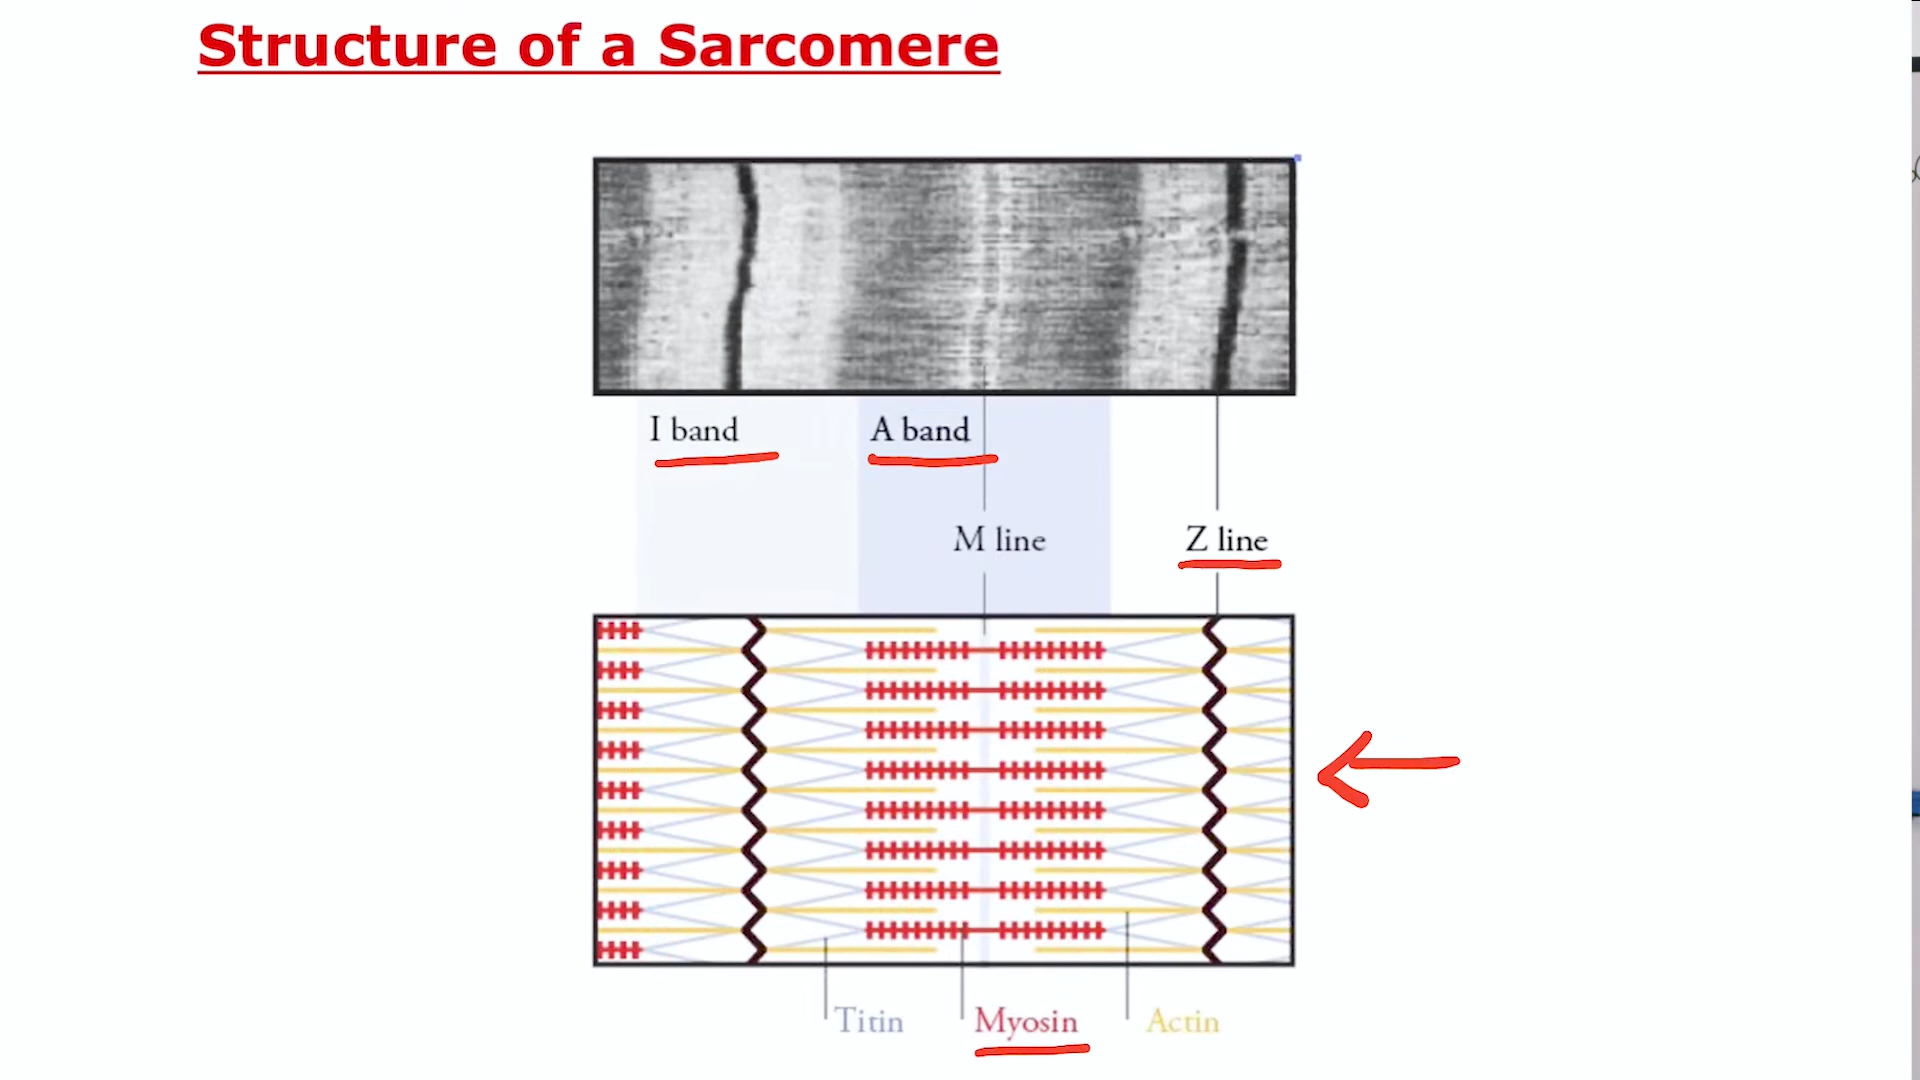 Structure of a Sarcomere
I band
A band
M line
Z line
Titin
Myosin
Actin